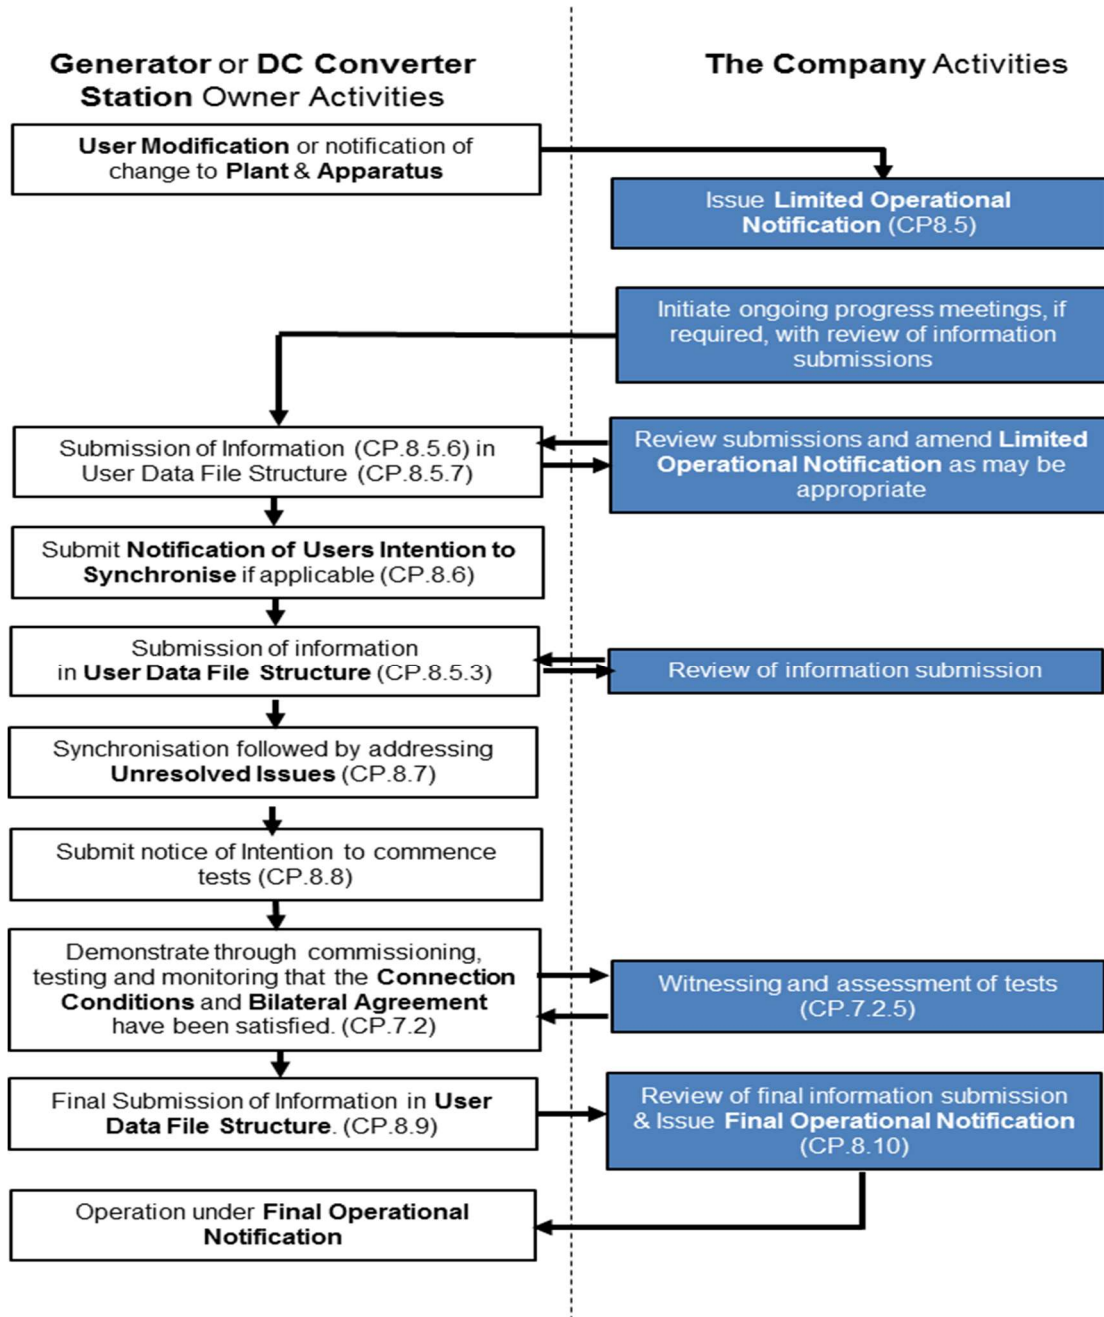 Generator or DC Converter
Station Owner Activities
The Company Activities
User Modification or notification of
change to Plant & Apparatus
Issue Limited Operational
Notification (CP8.5)
Initiate ongoing progress meetings, if
required, with review of information
submissions
Submission of Information (CP.8.5.6) in
User Data File Structure (CP.8.5.7)
Review submissions and amend Limited
Operational Notification as may be
appropriate
Submit Notification of Users Intention to
Synchronise if applicable (CP.8.6)
Submission of information
in User Data File Structure (CP.8.5.3)
Review of information submission
Synchronisation followed by addressing
Unresolved Issues (CP.8.7)
Submit notice of Intention to commence
tests (CP.8.8)
Demonstrate through commissioning,
testing and monitoring that the Connection
Conditions and Bilateral Agreement
have been satisfied. (CP.7.2)
Witnessing and assessment of tests
(CP.7.2.5)
Final Submission of Information in User
Data File Structure. (CP.8.9)
Review of final information submission
& Issue Final Operational Notification
(CP.8.10)
Operation under Final Operational
Notification